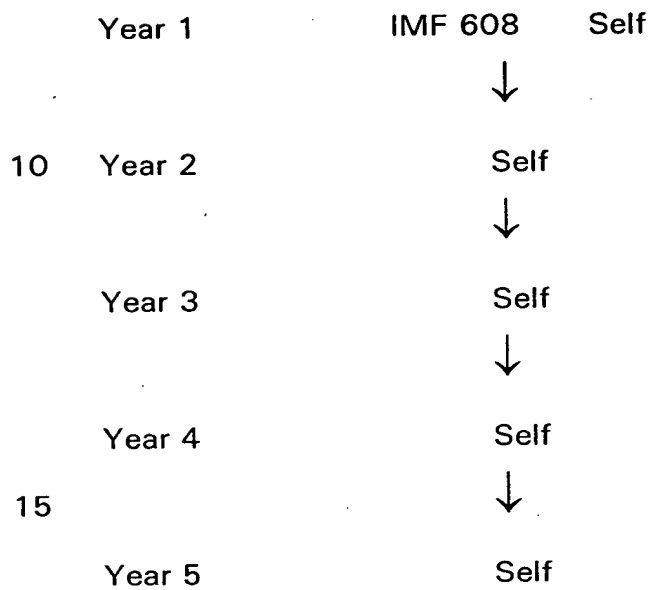 Year 1 IMF 608 Self
↓
10 Year 2 Self
↓
Year 3 Self
↓
Year 4 Self
15 ↓
Year 5 Self